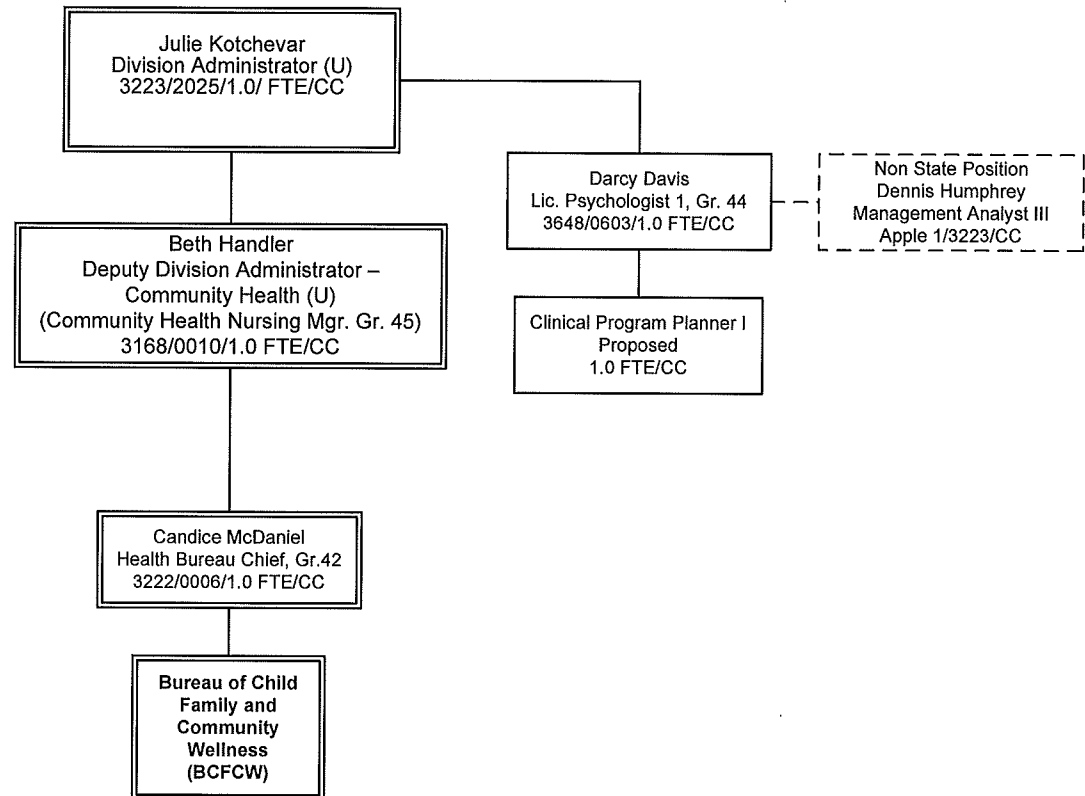 Julie Kotchevar
Division Administrator (U)
3223/2025/1.0/ FTE/CC
Darcy Davis
Lic. Psychologist 1, Gr. 44
3648/0603/1.0 FTE/CC
Non State Position
Dennis Humphrey
Management Analyst III
Apple 1/3223/CC
Beth Handler
Deputy Division Administrator –
Community Health (U)
(Community Health Nursing Mgr. Gr. 45)
3168/0010/1.0 FTE/CC
Clinical Program Planner I
Proposed
1.0 FTE/CC
Candice McDaniel
Health Bureau Chief, Gr.42
3222/0006/1.0 FTE/CC
Bureau of Child
Family and
Community
Wellness
(BCFCW)